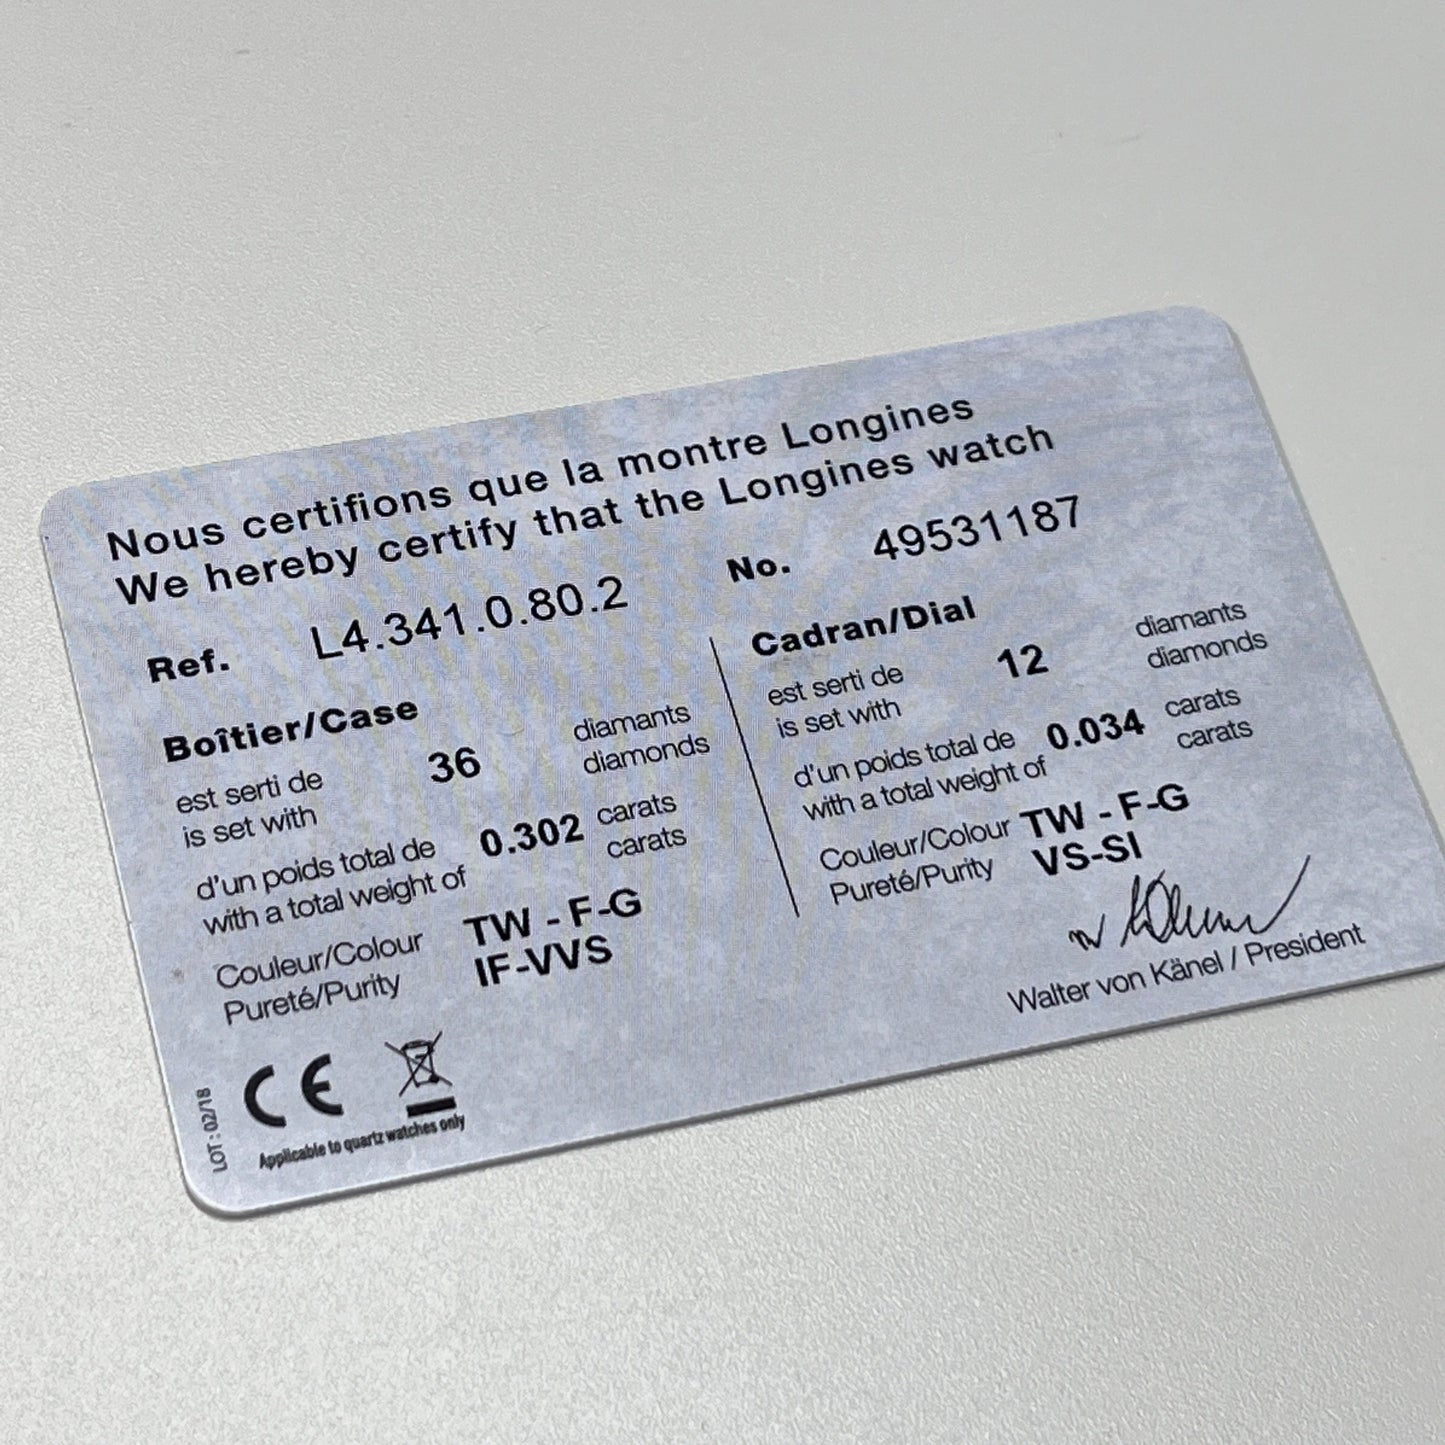 Nous certifions que la montre Longines
We hereby certify that the Longines watch
Ref. L4.341.0.80.2 No. 49531187
Boîtier/Case
est serti de 36 diamants
is set with diamonds
d'un poids total de 0.302 carats
with a total weight of carats
Couleur/Colour TW - F-G
Pureté/Purity IF-VVS
Cadran/Dial
est serti de 12 diamants
is set with diamonds
d'un poids total de 0.034 carats
with a total weight of carats
Couleur/Colour TW - F-G
Pureté/Purity VS-SI
Walter von Känel / President
CE
Applicable to quartz watches only
LOT: 02/18